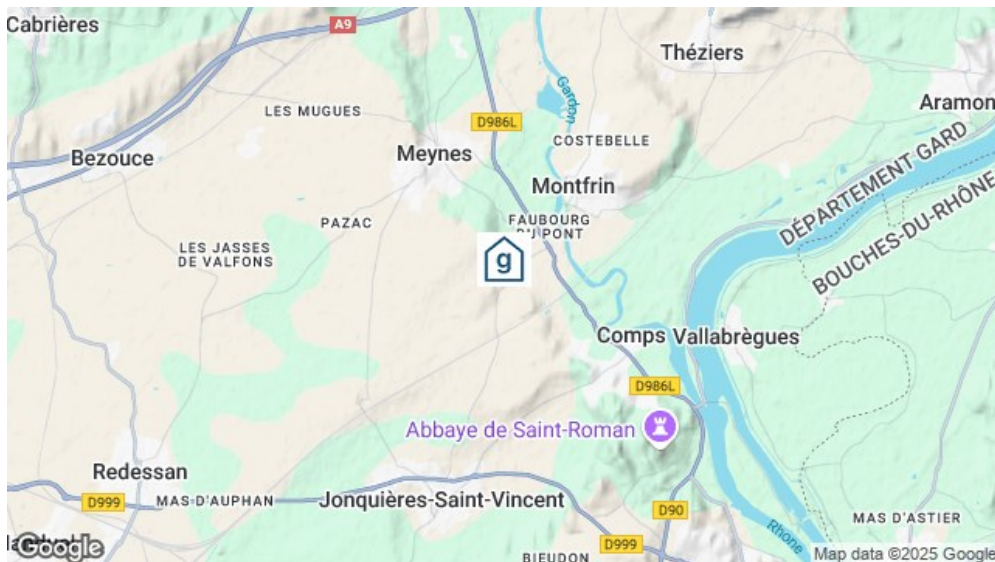 Cabrières
A9
Théziers
Gardon
Aramon
LES MUGUES
D986L
COSTEBELLE
Bezouce
Meynes
Montfrin
DÉPARTEMENT GARD
BOUCHES-DU-RHÔNE
PAZAC
FAUBOURG
DU PONT
LES JASSES
DE VALFONS
g
Comps
Vallabrègues
D986L
Abbaye de Saint-Roman
Redessan
D999
MAS D'AUPHAN
Jonquières-Saint-Vincent
D90
Rhone
MAS D'ASTIER
D999
BIEUDON
Google
Map data ©2025 Google